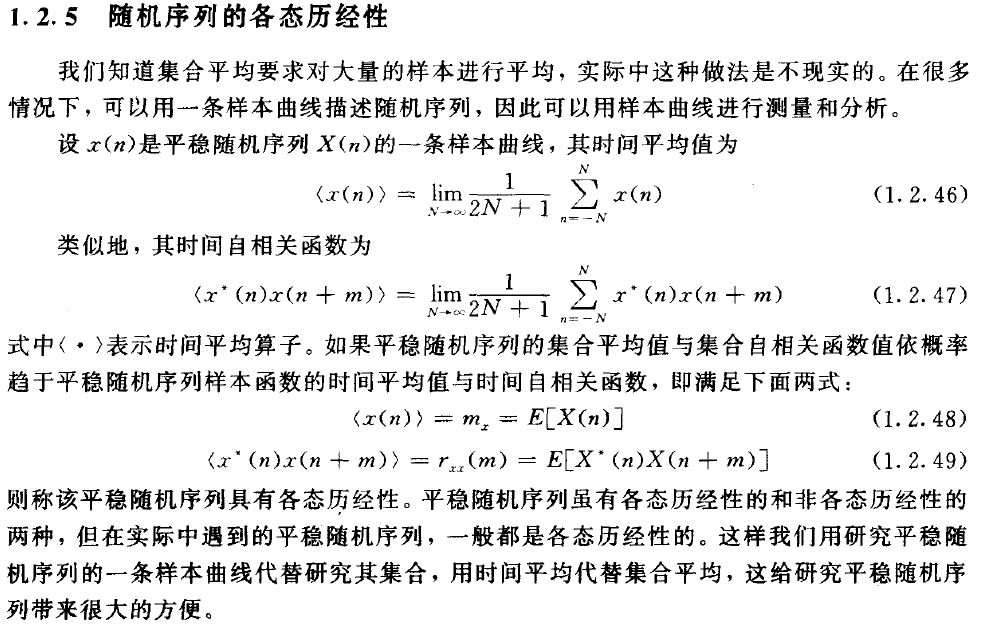 1.2.5 随机序列的各态历经性
我们知道集合平均要求对大量的样本进行平均，实际中这种做法是不现实的。在很多
情况下，可以用一条样本曲线描述随机序列，因此可以用样本曲线进行测量和分析。
设 x(n)是平稳随机序列 X(n)的一条样本曲线，其时间平均值为
⟨x(n)⟩ = lim_{N→∞} \frac{1}{2N + 1} \sum_{n=-N}^{N} x(n) (1.2.46)
类似地，其时间自相关函数为
⟨x*(n)x(n + m)⟩ = lim_{N→∞} \frac{1}{2N + 1} \sum_{n=-N}^{N} x*(n)x(n + m) (1.2.47)
式中⟨·⟩表示时间平均算子。如果平稳随机序列的集合平均值与集合自相关函数值依概率
趋于平稳随机序列样本函数的时间平均值与时间自相关函数，即满足下面两式：
⟨x(n)⟩ = m_x = E[X(n)] (1.2.48)
⟨x*(n)x(n + m)⟩ = r_{xx}(m) = E[X*(n)X(n + m)] (1.2.49)
则称该平稳随机序列具有各态历经性。平稳随机序列虽有各态历经性的和非各态历经性的
两种，但在实际中遇到的平稳随机序列，一般都是各态历经性的。这样我们用研究平稳随
机序列的一条样本曲线代替研究其集合，用时间平均代替集合平均，这给研究平稳随机序
列带来很大的方便。